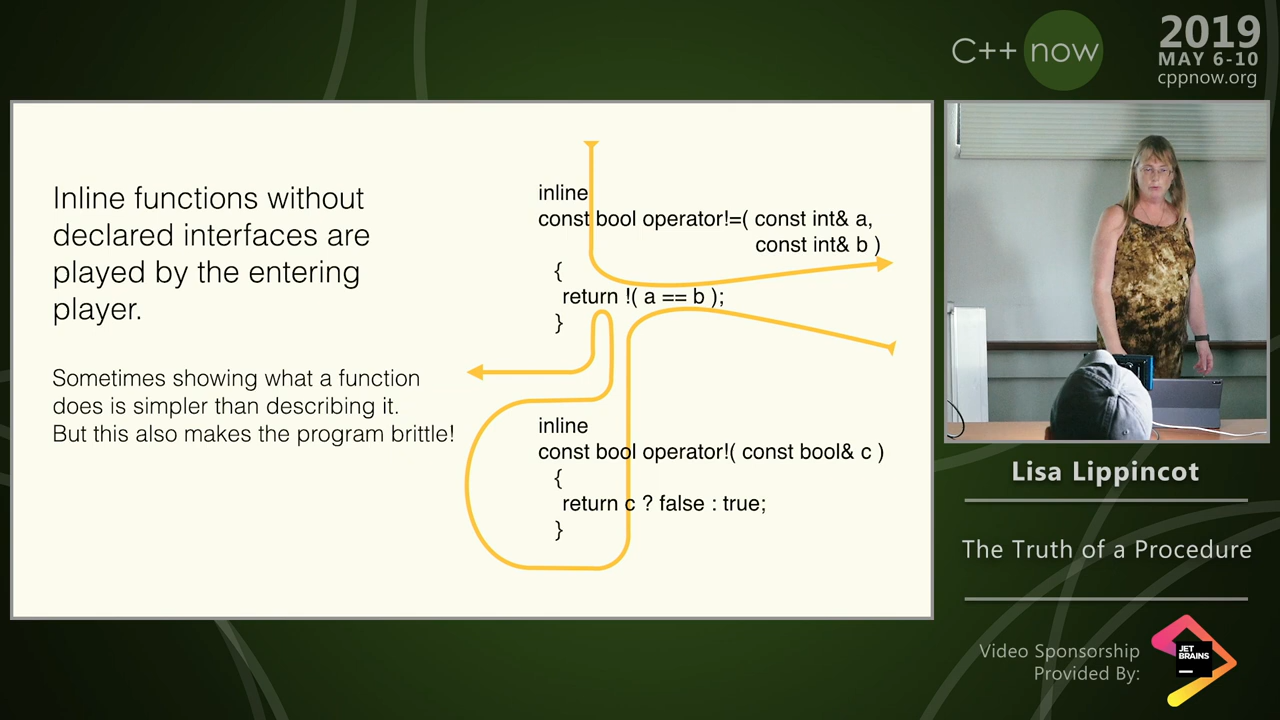 C++ now
2019
MAY 6-10
cppnow.org
Inline functions without
declared interfaces are
played by the entering
player.
Sometimes showing what a function
does is simpler than describing it.
But this also makes the program brittle!
inline
const bool operator!=( const int& a,
const int& b )
{
return !( a == b );
}
inline
const bool operator!( const bool& c )
{
return c ? false : true;
}
Lisa Lippincot
The Truth of a Procedure
Video Sponsorship
Provided By:
JET
BRAINS